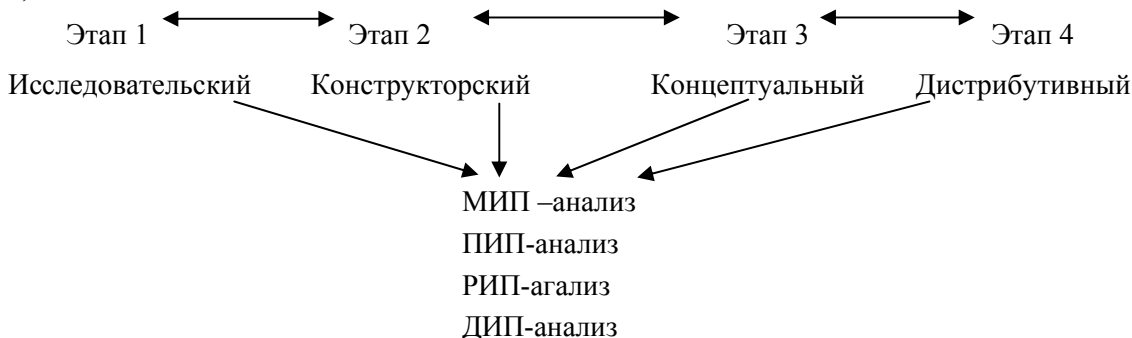 Этап 1 Этап 2 Этап 3 Этап 4
Исследовательский Конструкторский Концептуальный Дистрибутивный
МИП –анализ
ПИП-анализ
РИП-агализ
ДИП-анализ